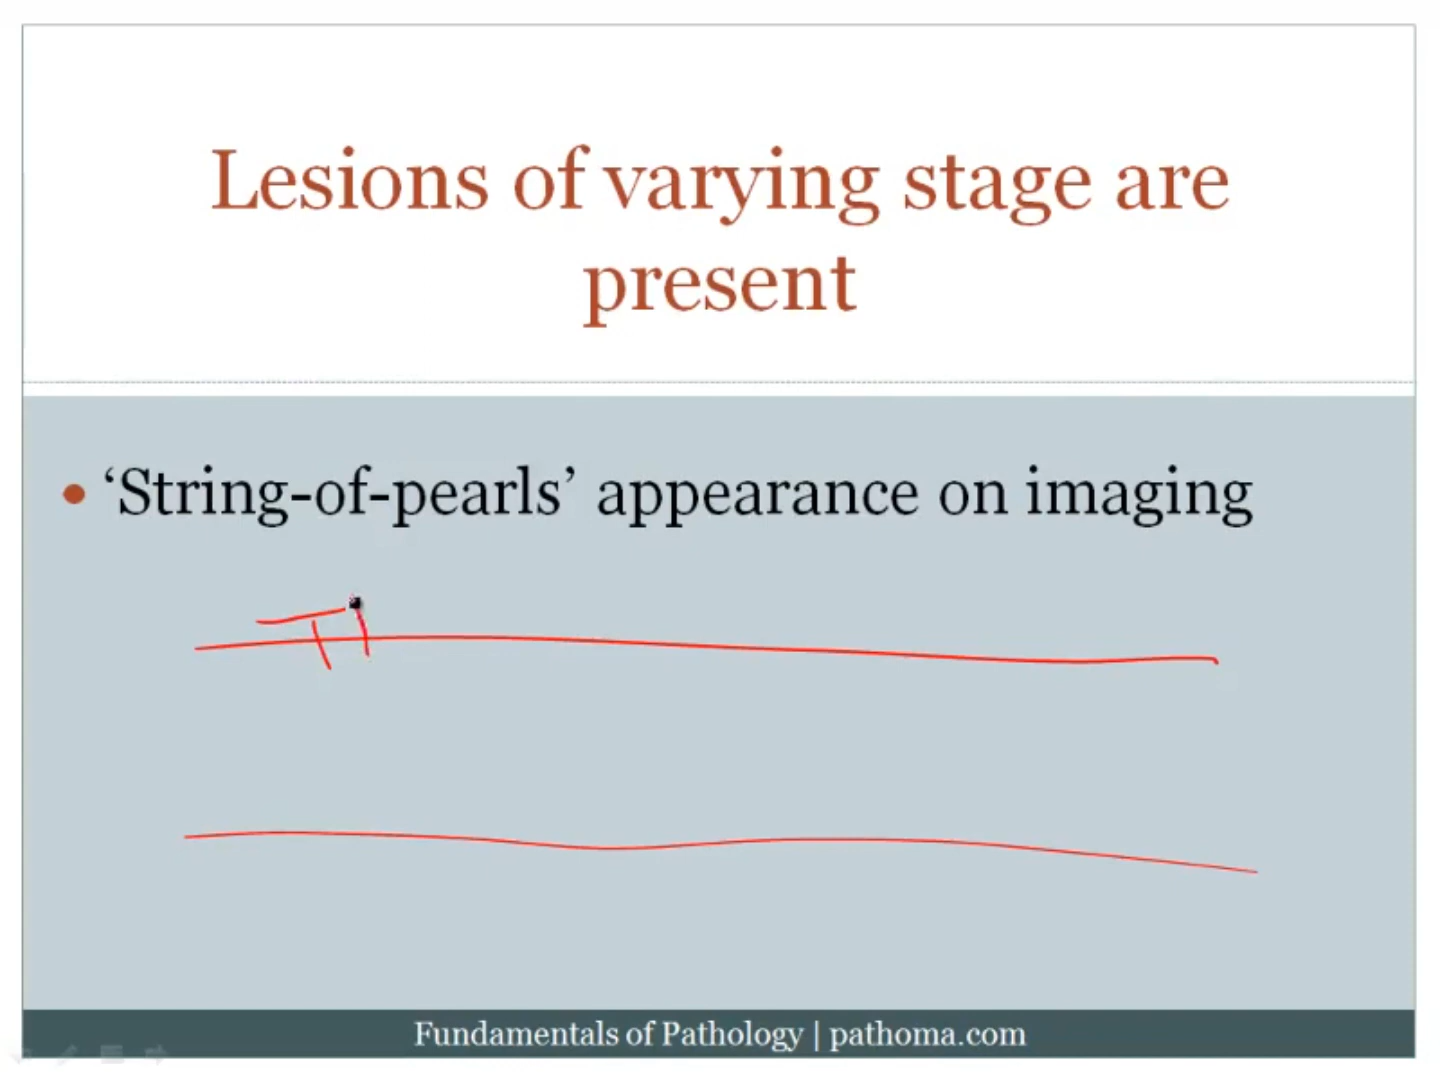 Lesions of varying stage are
present
• ‘String-of-pearls’ appearance on imaging
Fundamentals of Pathology | pathoma.com